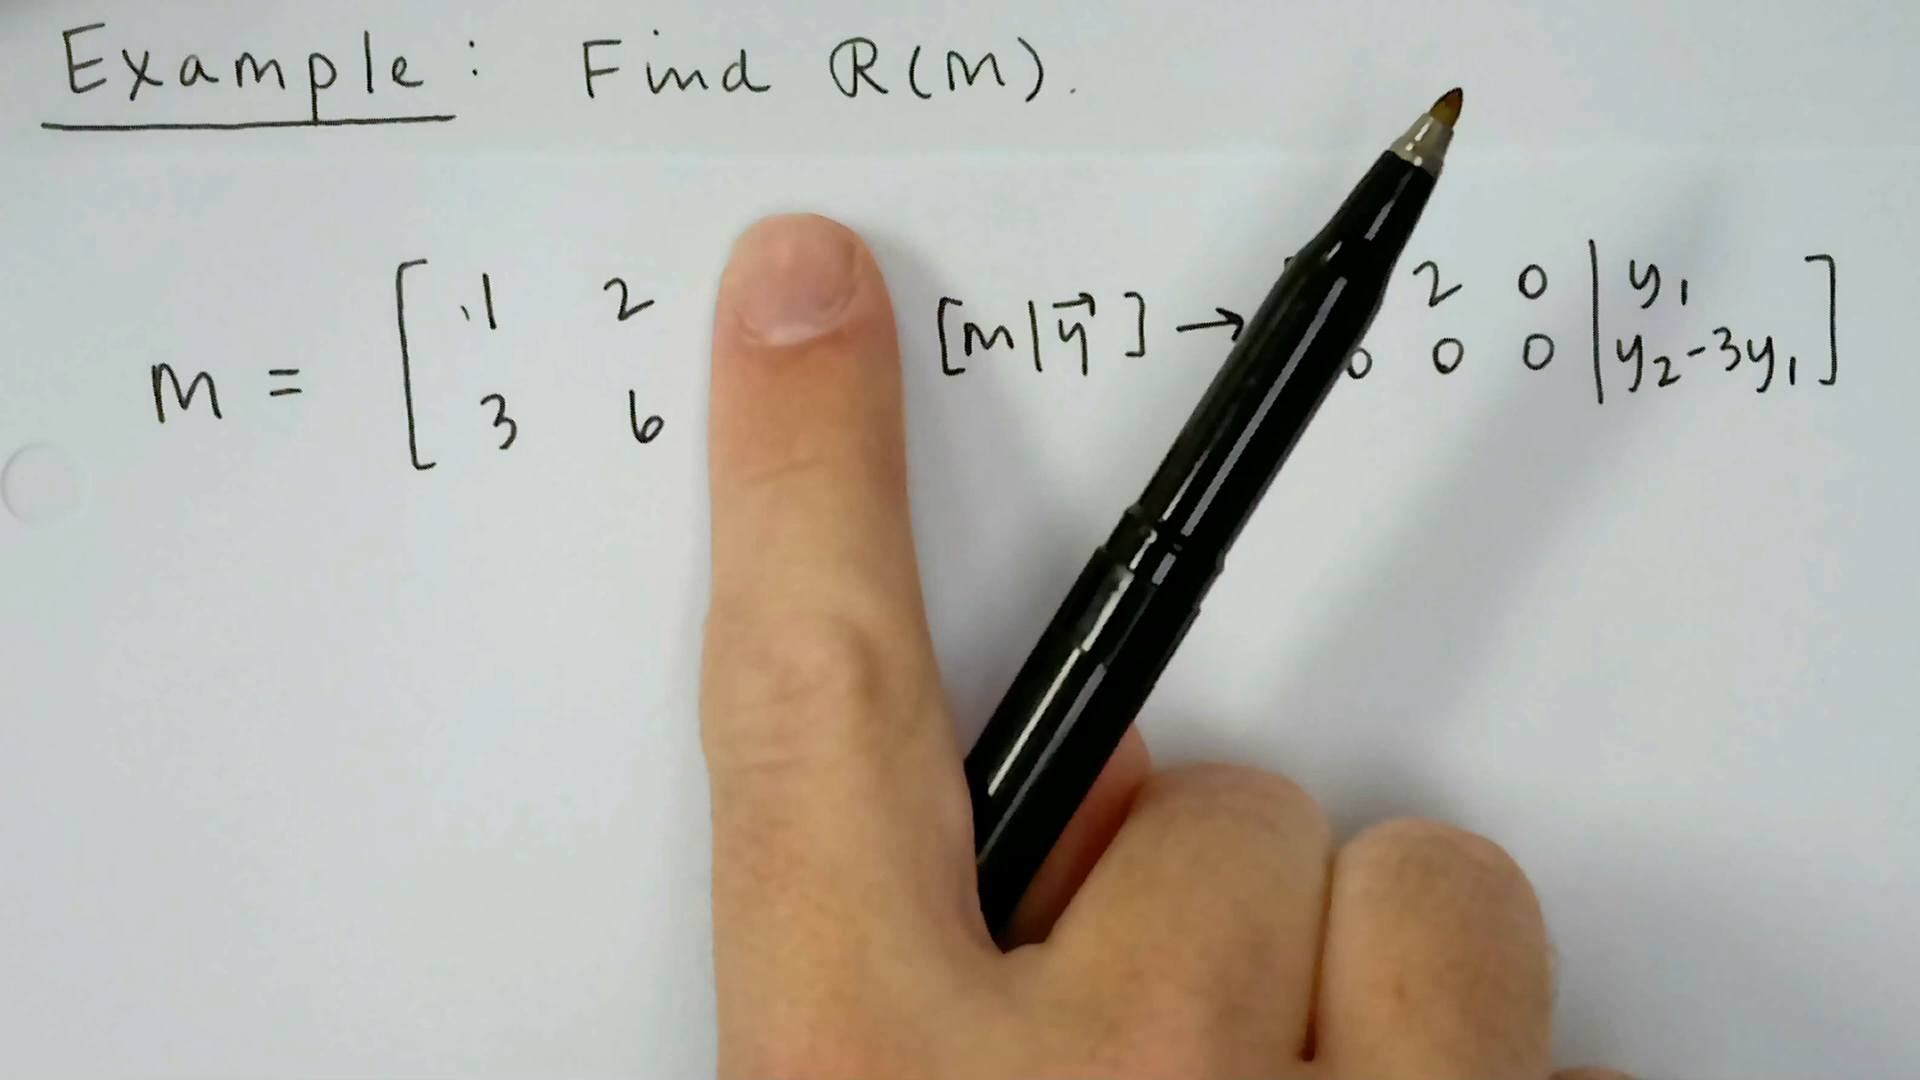 Example: Find R(M).
M = [ 1 2
3 6
[M|y⃗] → 2 0 | y₁ ]
0 0 0 | y₂-3y₁